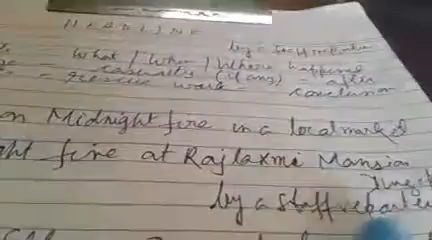 HEADLINE
by a staff reporter
What / When / Where happened
casualty (if any) after
rescue work - conclusion
on Midnight fire in a local market
ht fire at Rajlaxmi Mansion
by a staff reporter